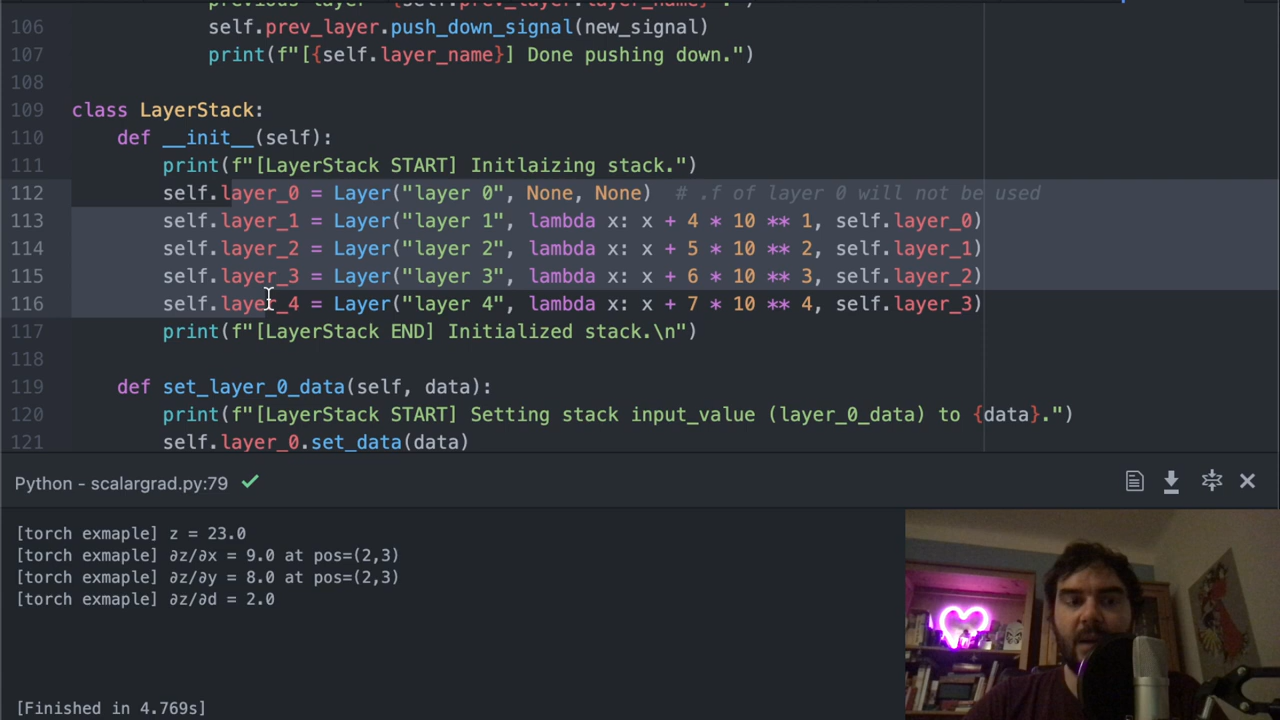 106 self.prev_layer.push_down_signal(new_signal)
107 print(f"[{self.layer_name}] Done pushing down.")
108
109 class LayerStack:
110 def __init__(self):
111 print(f"[LayerStack START] Initlaizing stack.")
112 self.layer_0 = Layer("layer 0", None, None)  # .f of layer 0 will not be used
113 self.layer_1 = Layer("layer 1", lambda x: x + 4 * 10 ** 1, self.layer_0)
114 self.layer_2 = Layer("layer 2", lambda x: x + 5 * 10 ** 2, self.layer_1)
115 self.layer_3 = Layer("layer 3", lambda x: x + 6 * 10 ** 3, self.layer_2)
116 self.layer_4 = Layer("layer 4", lambda x: x + 7 * 10 ** 4, self.layer_3)
117 print(f"[LayerStack END] Initialized stack.\n")
118
119 def set_layer_0_data(self, data):
120 print(f"[LayerStack START] Setting stack input_value (layer_0_data) to {data}.")
121 self.layer_0.set_data(data)
Python - scalargrad.py:79
[torch exmaple] z = 23.0
[torch exmaple] ∂z/∂x = 9.0 at pos=(2,3)
[torch exmaple] ∂z/∂y = 8.0 at pos=(2,3)
[torch exmaple] ∂z/∂d = 2.0
[Finished in 4.769s]